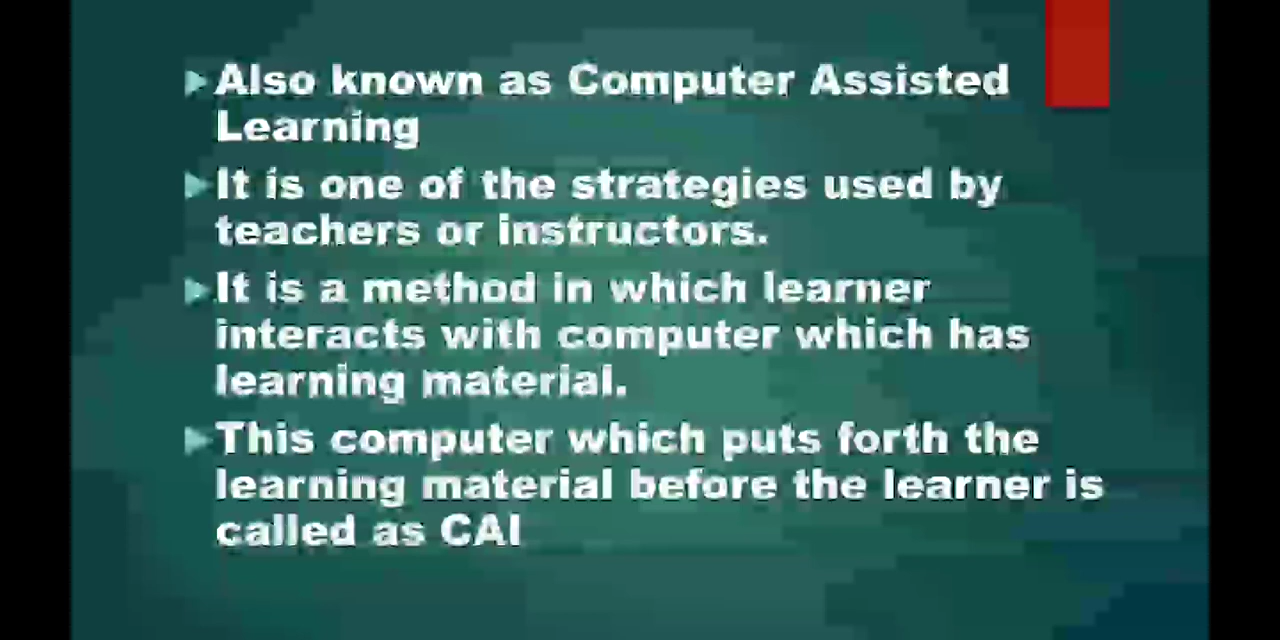 Also known as Computer Assisted
Learning
It is one of the strategies used by
teachers or instructors.
It is a method in which learner
interacts with computer which has
learning material.
This computer which puts forth the
learning material before the learner is
called as CAI